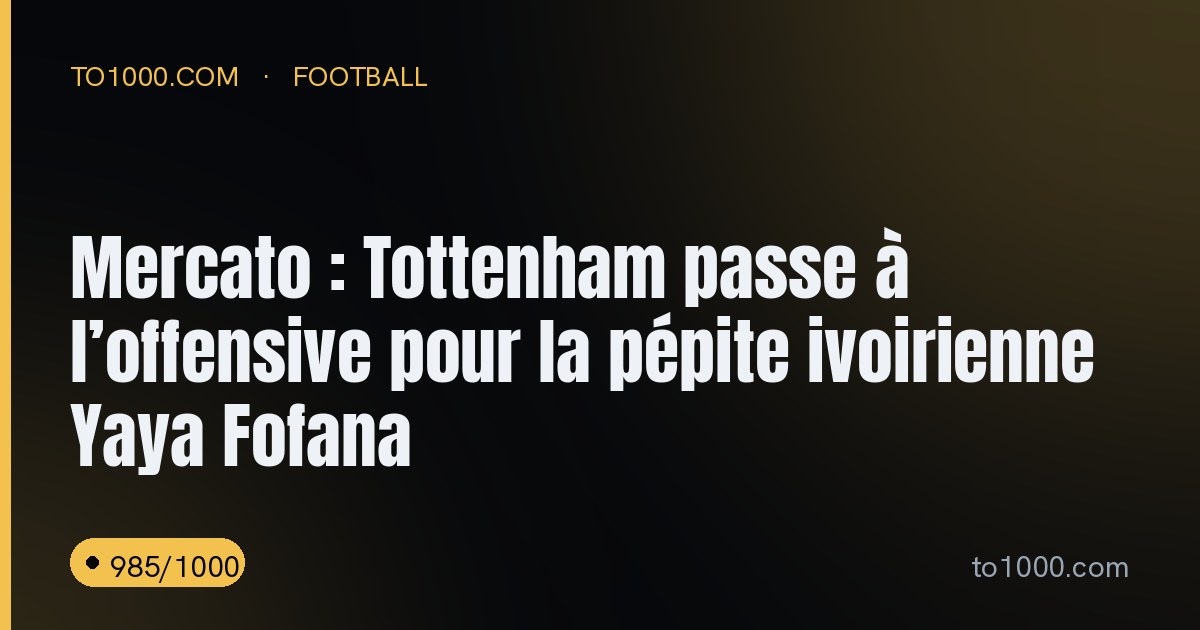 TO1000.COM · FOOTBALL
Mercato : Tottenham passe à
l’offensive pour la pépite ivoirienne
Yaya Fofana
985/1000
to1000.com